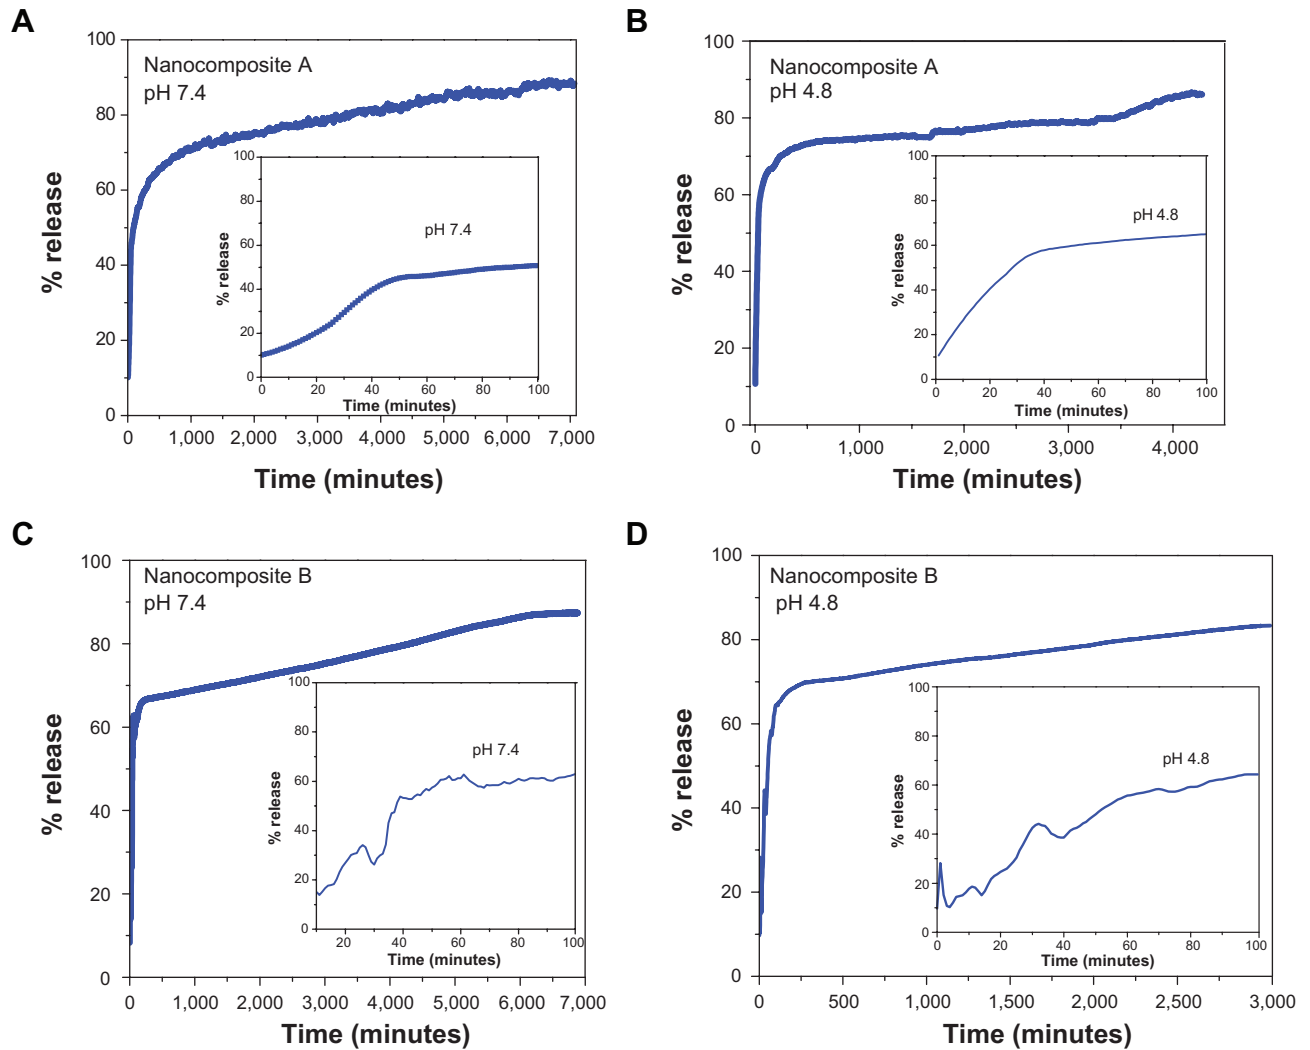 A
100
80
60
40
20
0
% release
Nanocomposite A
pH 7.4
100
80
60
40
20
0
% release
pH 7.4
0 20 40 60 80 100
Time (minutes)
0 1,000 2,000 3,000 4,000 5,000 6,000 7,000
Time (minutes)
B
100
80
60
40
20
0
% release
Nanocomposite A
pH 4.8
100
80
60
40
20
0
% release
pH 4.8
0 20 40 60 80 100
Time (minutes)
0 1,000 2,000 3,000 4,000
Time (minutes)
C
100
80
60
40
20
0
% release
Nanocomposite B
pH 7.4
100
80
60
40
20
0
% release
pH 7.4
20 40 60 80 100
Time (minutes)
0 1,000 2,000 3,000 4,000 5,000 6,000 7,000
Time (minutes)
D
100
80
60
40
20
0
% release
Nanocomposite B
pH 4.8
100
80
60
40
20
0
% release
pH 4.8
0 20 40 60 80 100
Time (minutes)
0 500 1,000 1,500 2,000 2,500 3,000
Time (minutes)